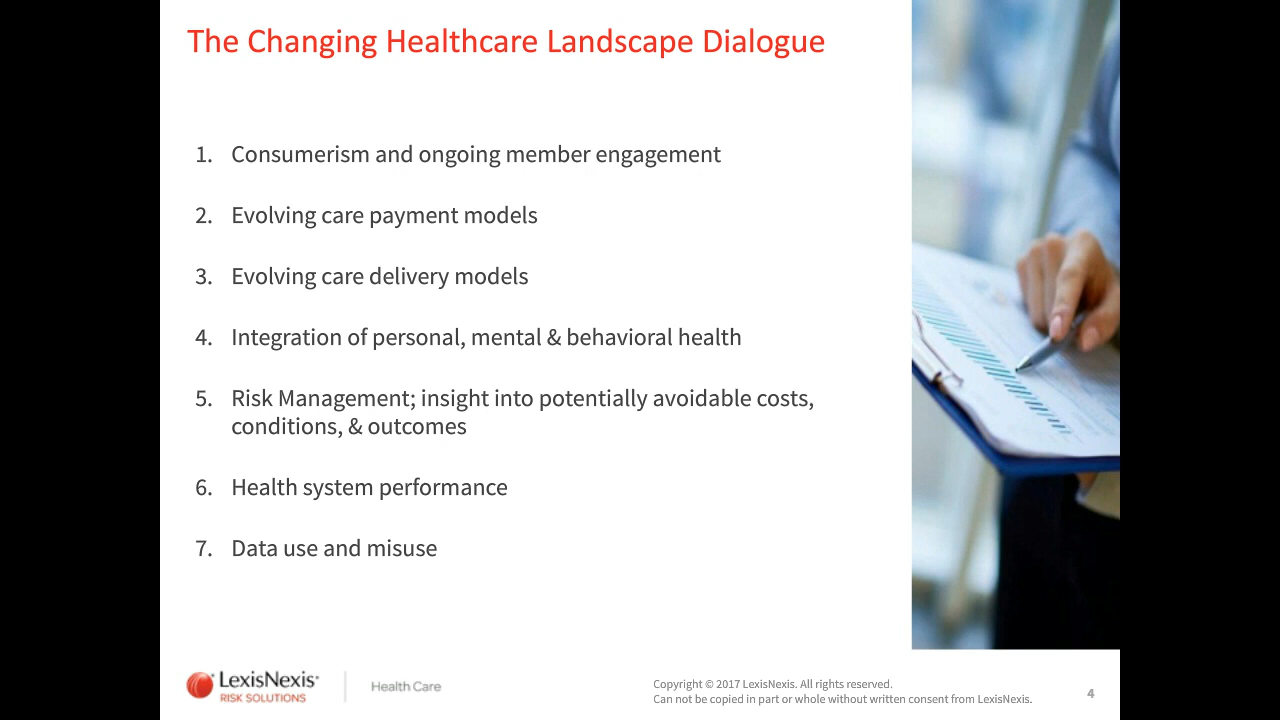 The Changing Healthcare Landscape Dialogue
1. Consumerism and ongoing member engagement
2. Evolving care payment models
3. Evolving care delivery models
4. Integration of personal, mental & behavioral health
5. Risk Management; insight into potentially avoidable costs,
conditions, & outcomes
6. Health system performance
7. Data use and misuse
LexisNexis
RISK SOLUTIONS
Health Care
Copyright © 2017 LexisNexis. All rights reserved.
Can not be copied in part or whole without written consent from LexisNexis.
4